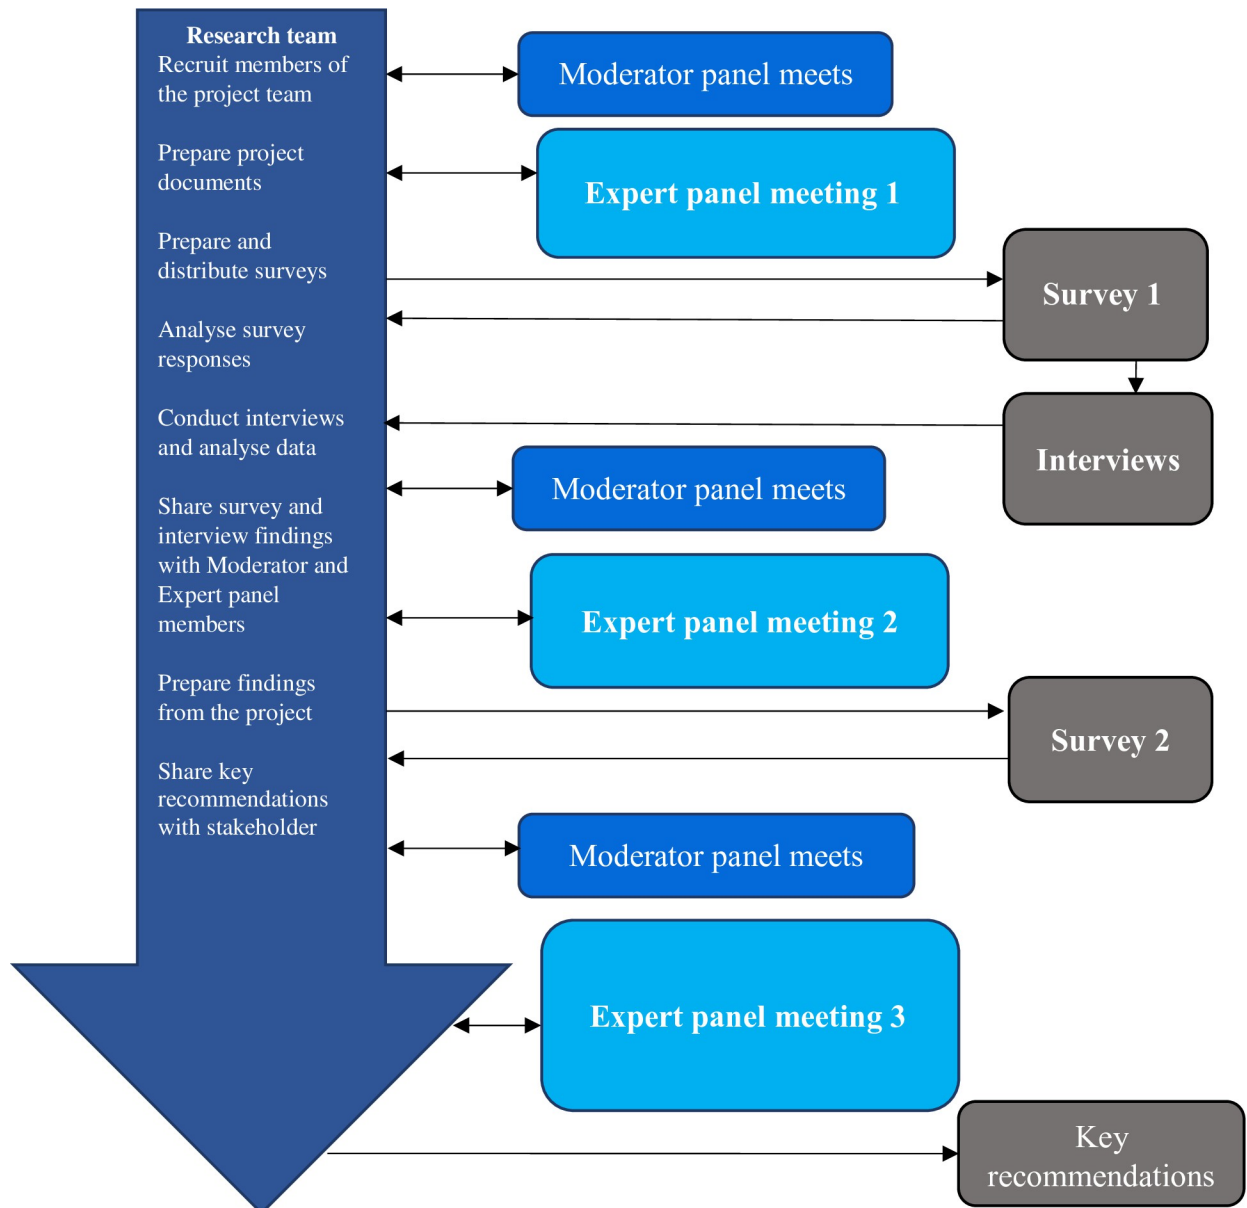 Research team
Recruit members of
the project team
Prepare project
documents
Prepare and
distribute surveys
Analyse survey
responses
Conduct interviews
and analyse data
Share survey and
interview findings
with Moderator and
Expert panel
members
Prepare findings
from the project
Share key
recommendations
with stakeholder
Moderator panel meets
Expert panel meeting 1
Survey 1
Interviews
Moderator panel meets
Expert panel meeting 2
Survey 2
Moderator panel meets
Expert panel meeting 3
Key
recommendations